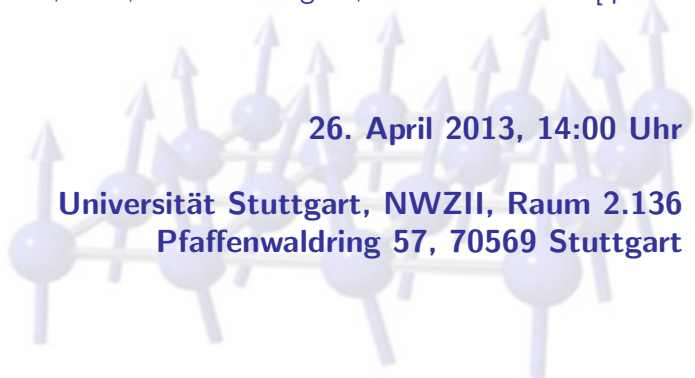 26. April 2013, 14:00 Uhr
Universität Stuttgart, NWZII, Raum 2.136
Pfaffenwaldring 57, 70569 Stuttgart